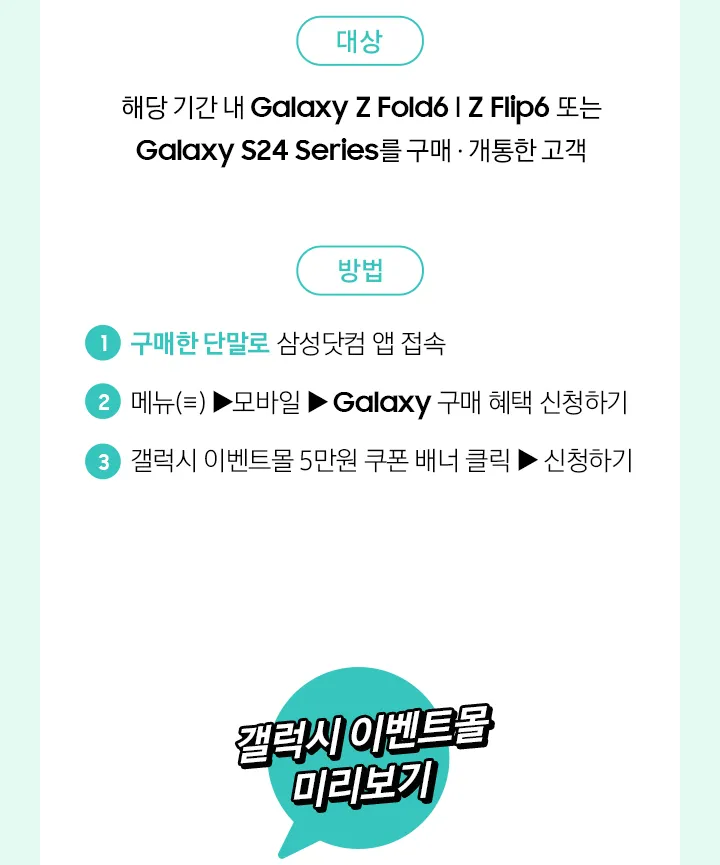 대상
해당 기간 내 Galaxy Z Fold6 | Z Flip6 또는
Galaxy S24 Series를 구매 · 개통한 고객
방법
1 구매한 단말로 삼성닷컴 앱 접속
2 메뉴(≡) ▶모바일 ▶ Galaxy 구매 혜택 신청하기
3 갤럭시 이벤트몰 5만원 쿠폰 배너 클릭 ▶ 신청하기
갤럭시 이벤트몰
미리보기